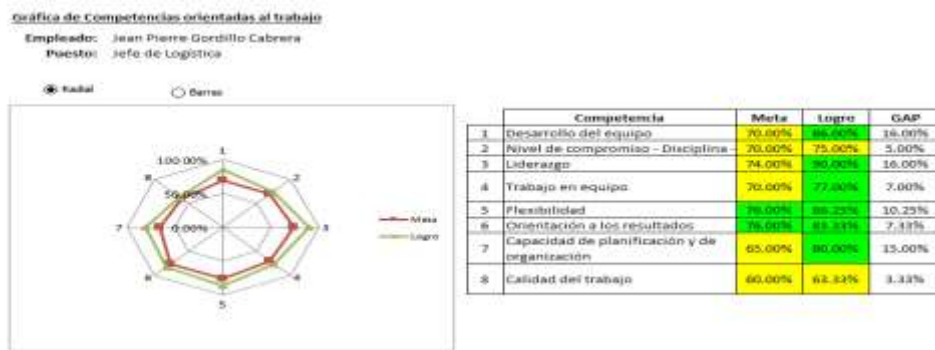 Gráfica de Competencias orientadas al trabajo
Empleado: Jean Pierre Gordillo Cabrera
Puesto: Jefe de Logística
Radial
Barras
100.00%
50.00%
0.00%
1
2
3
4
5
6
7
8
Meta
Logro
Competencia Meta Logro GAP
1 Desarrollo del equipo 70.00% 86.00% 16.00%
2 Nivel de compromiso - Disciplina - 70.00% 75.00% 5.00%
3 Liderazgo 74.00% 90.00% 16.00%
4 Trabajo en equipo 70.00% 77.00% 7.00%
5 Flexibilidad 76.00% 86.25% 10.25%
6 Orientación a los resultados 76.00% 83.33% 7.33%
7 Capacidad de planificación y de
organización 65.00% 80.00% 15.00%
8 Calidad del trabajo 60.00% 63.33% 3.33%